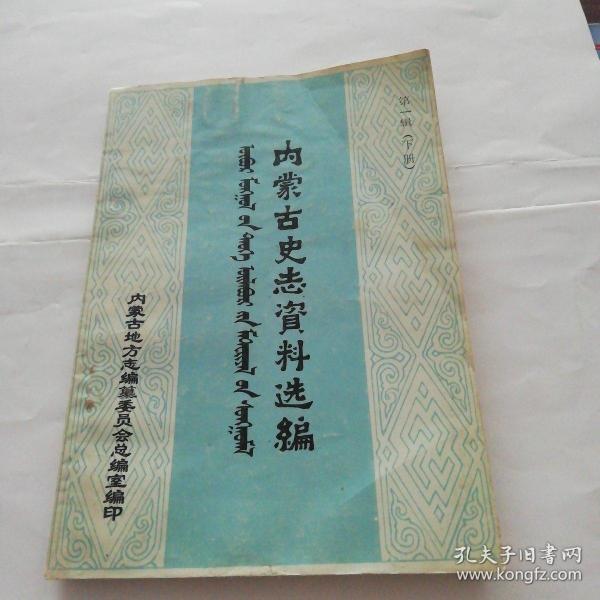 第一辑(下册)
内蒙古史志資料选编
内蒙古地方志编纂委员会总编室编印
孔夫子旧书网
www.kongfz.com